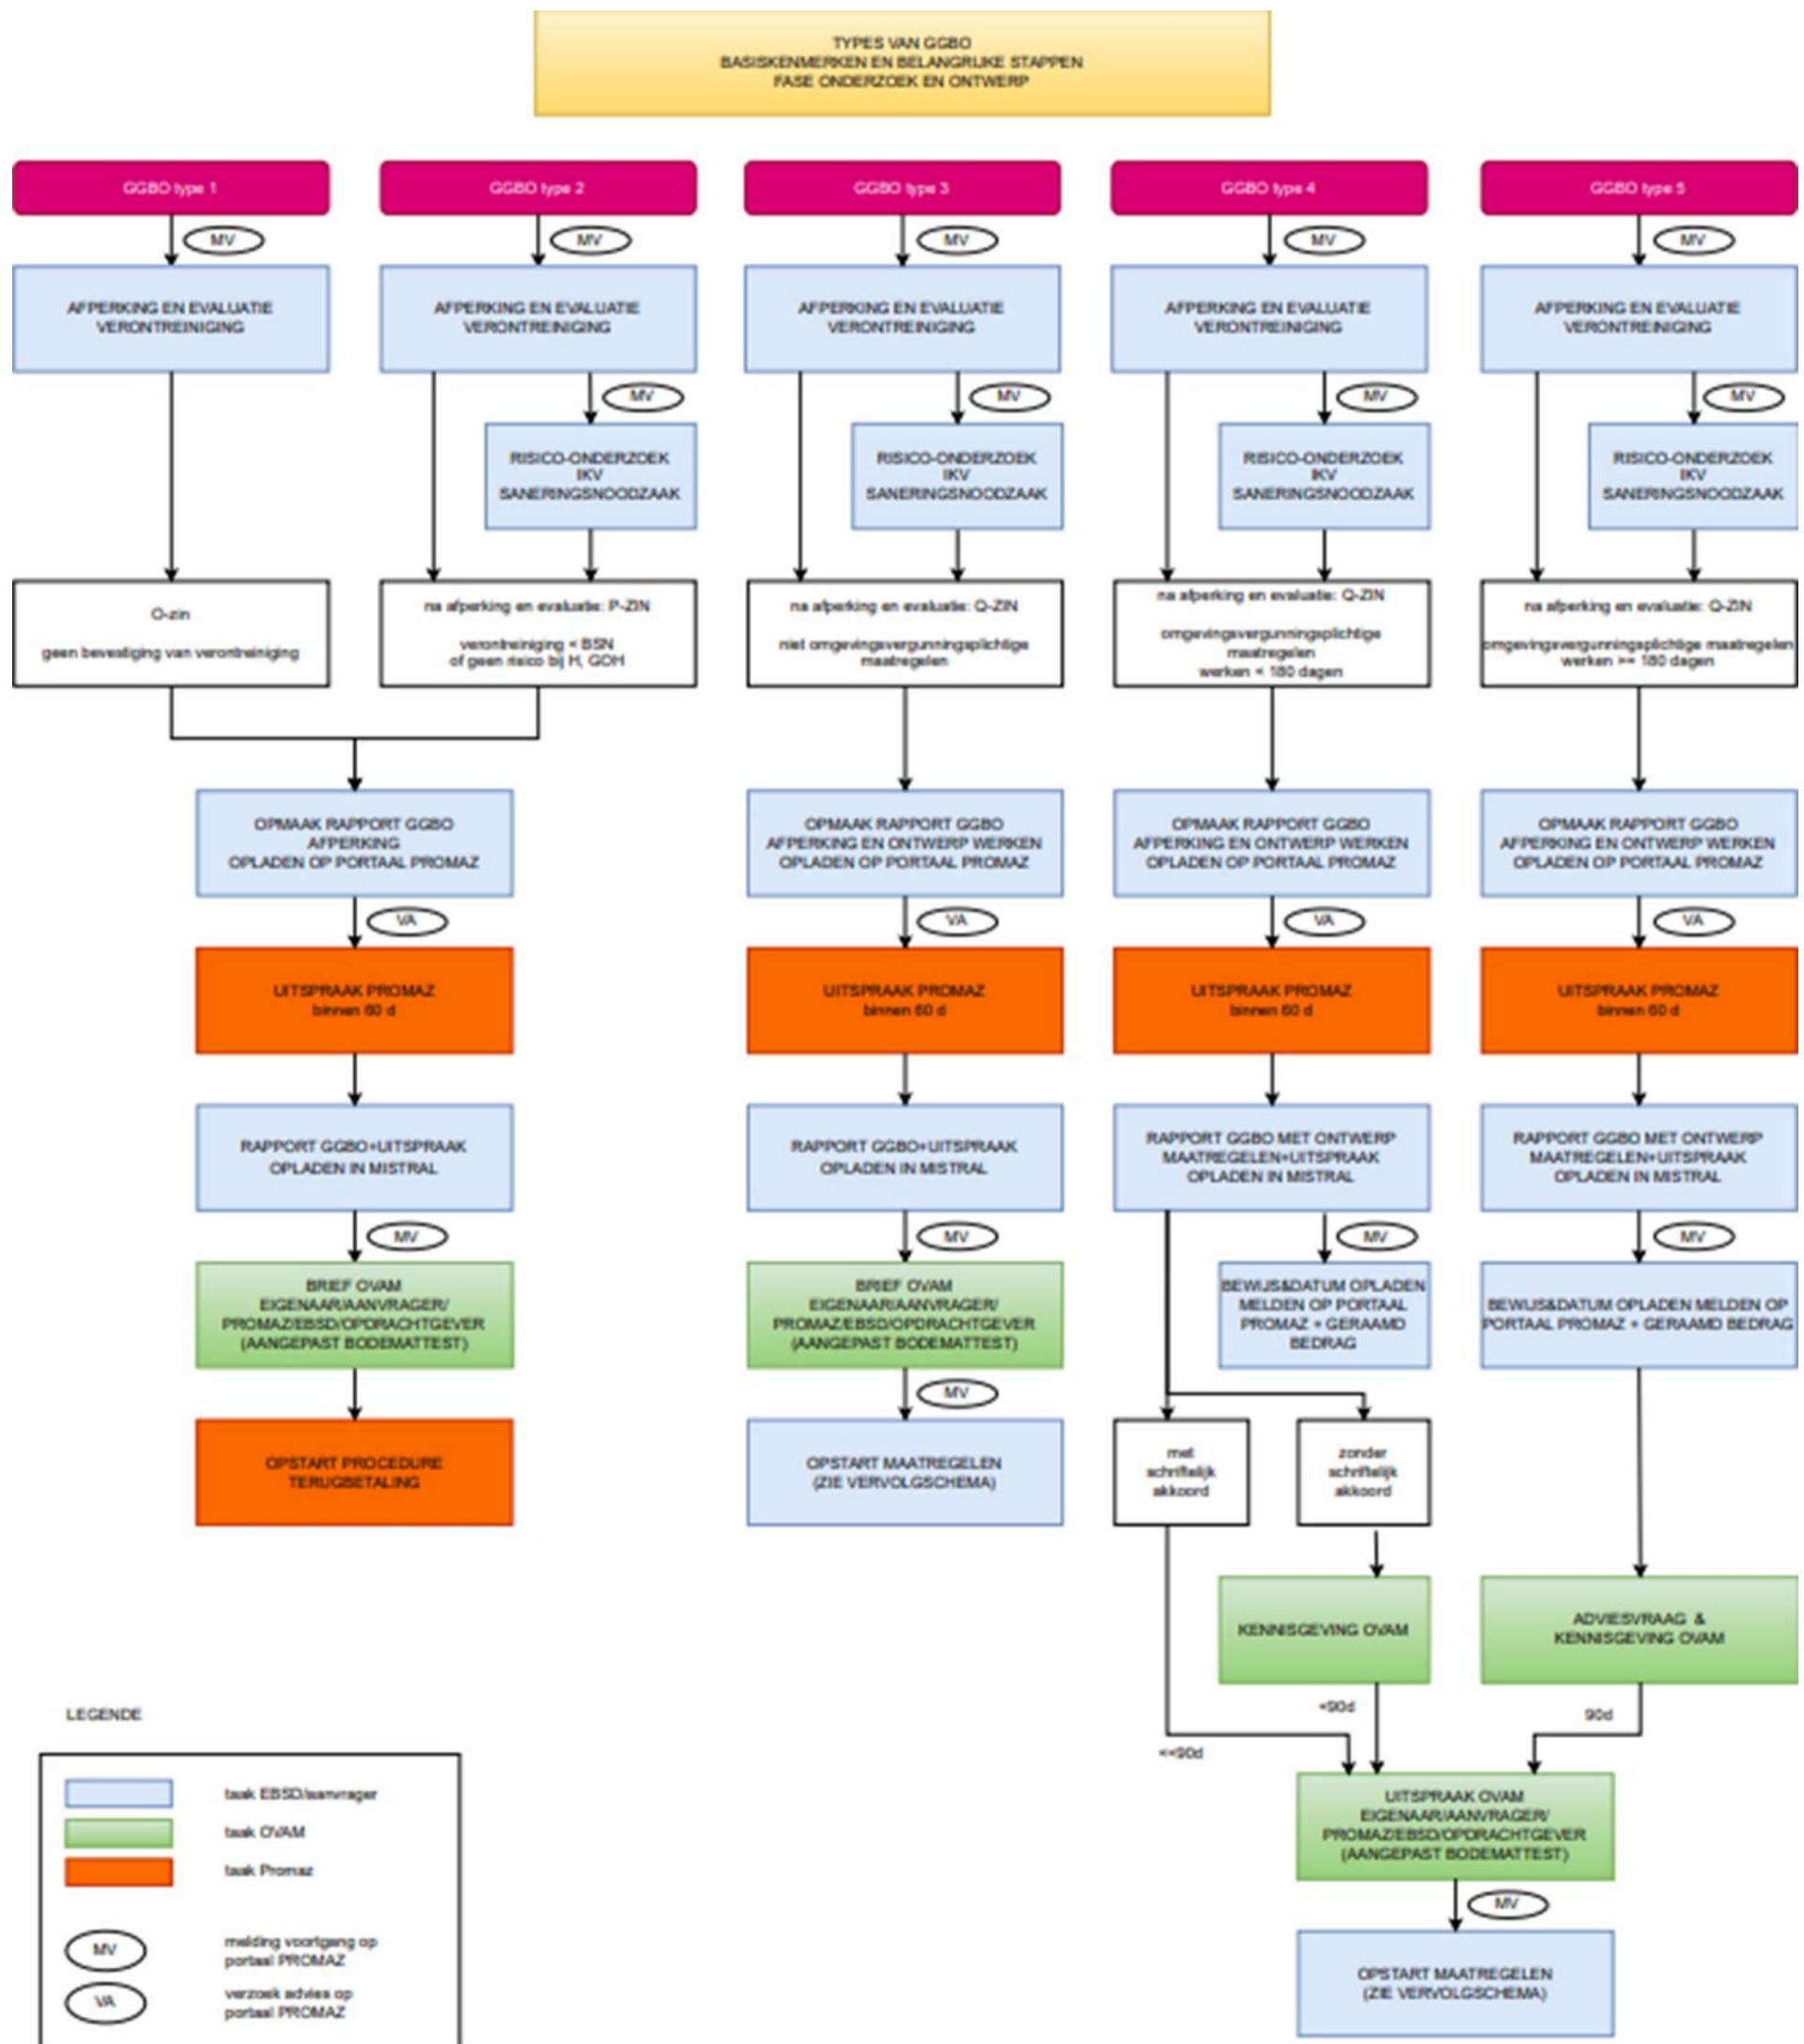 TYPES VAN GGBO
BASISKENMERKEN EN BELANGRIJKE STAPPEN
FASE ONDERZOEK EN ONTWERP
GGBO type 1
GGBO type 2
GGBO type 3
GGBO type 4
GGBO type 5
MV
MV
MV
MV
MV
AFPERKING EN EVALUATIE
VERONTREINIGING
AFPERKING EN EVALUATIE
VERONTREINIGING
AFPERKING EN EVALUATIE
VERONTREINIGING
AFPERKING EN EVALUATIE
VERONTREINIGING
AFPERKING EN EVALUATIE
VERONTREINIGING
MV
MV
MV
MV
RISICO-ONDERZOEK
IKV
SANERINGSNOODZAAK
RISICO-ONDERZOEK
IKV
SANERINGSNOODZAAK
RISICO-ONDERZOEK
IKV
SANERINGSNOODZAAK
RISICO-ONDERZOEK
IKV
SANERINGSNOODZAAK
O-zin
geen bevestiging van verontreiniging
na afperking en evaluatie: P-ZIN
verontreiniging < BSN
of geen risico bij H, GOH
na afperking en evaluatie: Q-ZIN
niet omgevingsvergunningsplichtige
maatregelen
na afperking en evaluatie: Q-ZIN
omgevingsvergunningsplichtige
maatregelen
werken < 180 dagen
na afperking en evaluatie: Q-ZIN
omgevingsvergunningsplichtige maatregelen
werken >= 180 dagen
OPMAAK RAPPORT GGBO
AFPERKING
OPLADEN OP PORTAAL PROMAZ
OPMAAK RAPPORT GGBO
AFPERKING EN ONTWERP WERKEN
OPLADEN OP PORTAAL PROMAZ
OPMAAK RAPPORT GGBO
AFPERKING EN ONTWERP WERKEN
OPLADEN OP PORTAAL PROMAZ
OPMAAK RAPPORT GGBO
AFPERKING EN ONTWERP WERKEN
OPLADEN OP PORTAAL PROMAZ
VA
VA
VA
VA
UITSPRAAK PROMAZ
binnen 60 d
UITSPRAAK PROMAZ
binnen 60 d
UITSPRAAK PROMAZ
binnen 60 d
UITSPRAAK PROMAZ
binnen 60 d
RAPPORT GGBO+UITSPRAAK
OPLADEN IN MISTRAL
RAPPORT GGBO+UITSPRAAK
OPLADEN IN MISTRAL
RAPPORT GGBO MET ONTWERP
MAATREGELEN+UITSPRAAK
OPLADEN IN MISTRAL
RAPPORT GGBO MET ONTWERP
MAATREGELEN+UITSPRAAK
OPLADEN IN MISTRAL
MV
MV
MV
MV
BRIEF OVAM
EIGENAAR/AANVRAGER/
PROMAZ/EBSD/OPDRACHTGEVER
(AANGEPAST BODEMATTEST)
BRIEF OVAM
EIGENAAR/AANVRAGER/
PROMAZ/EBSD/OPDRACHTGEVER
(AANGEPAST BODEMATTEST)
BEWIJS&DATUM OPLADEN
MELDEN OP PORTAAL
PROMAZ + GERAAMD
BEDRAG
BEWIJS&DATUM OPLADEN MELDEN OP
PORTAAL PROMAZ + GERAAMD BEDRAG
MV
OPSTART PROCEDURE
TERUGBETALING
OPSTART MAATREGELEN
(ZIE VERVOLGSCHEMA)
met
schriftelijk
akkoord
zonder
schriftelijk
akkoord
KENNISGEVING OVAM
ADVIESVRAAG &
KENNISGEVING OVAM
<90d
90d
<<90d
UITSPRAAK OVAM
EIGENAAR/AANVRAGER/
PROMAZ/EBSD/OPDRACHTGEVER
(AANGEPAST BODEMATTEST)
MV
OPSTART MAATREGELEN
(ZIE VERVOLGSCHEMA)
LEGENDE
taak EBSD/aanvrager
taak OVAM
taak Promaz
MV
melding voortgang op
portaal PROMAZ
VA
verzoek advies op
portaal PROMAZ